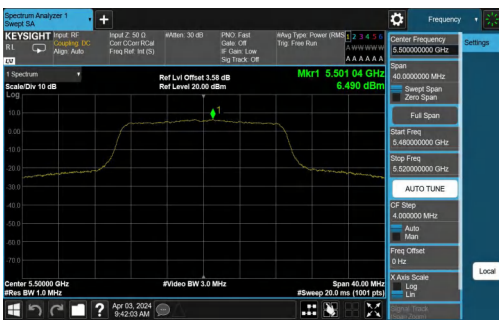 Spectrum Analyzer 1
Swept SA
Frequency
KEYSIGHT Input: RF
Coupling: DC
Align: Auto
Input Z: 50 Ω
Corr CCorr RCal
Freq Ref: Int (S)
#Atten: 30 dB
PNO: Fast
Gate: Off
IF Gain: Low
Sig Track: Off
#Avg Type: Power (RMS
Trig: Free Run
1 2 3 4 5 6
A W W W W W
A A A A A A
R L
LXI
Center Frequency
5.500000000 GHz
Settings
Span
40.0000000 MHz
Swept Span
Zero Span
Full Span
Start Freq
5.480000000 GHz
Stop Freq
5.520000000 GHz
AUTO TUNE
CF Step
4.000000 MHz
Auto
Man
Freq Offset
0 Hz
X Axis Scale
Log
Lin
Signal Track
Local
1 Spectrum
Scale/Div 10 dB
Log
Ref Lvl Offset 3.58 dB
Ref Level 20.00 dBm
Mkr1 5.501 04 GHz
6.490 dBm
1
10.0
0.00
-10.0
-20.0
-30.0
-40.0
-50.0
-60.0
-70.0
Center 5.50000 GHz
#Res BW 1.0 MHz
#Video BW 3.0 MHz
Span 40.00 MHz
#Sweep 20.0 ms (1001 pts)
?
Apr 03, 2024
9:42:03 AM